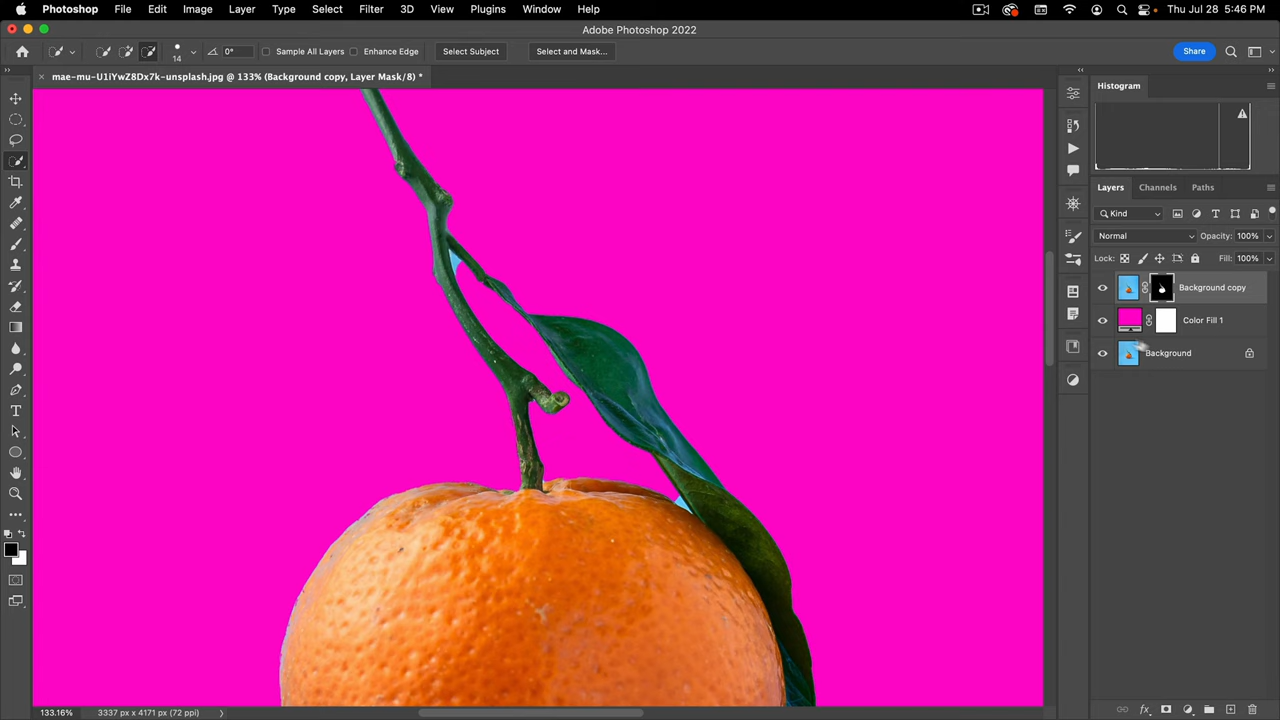 Photoshop File Edit Image Layer Type Select Filter 3D View Plugins Window Help Thu Jul 28 5:46 PM
Adobe Photoshop 2022
14 0° Sample All Layers Enhance Edge Select Subject Select and Mask... Share
mae-mu-U1iYwZ8Dx7k-unsplash.jpg @ 133% (Background copy, Layer Mask/8) *
Histogram
Layers Channels Paths
Kind
Normal Opacity: 100%
Lock: Fill: 100%
Background copy
Color Fill 1
Background
133.16% 3337 px x 4171 px (72 ppi)